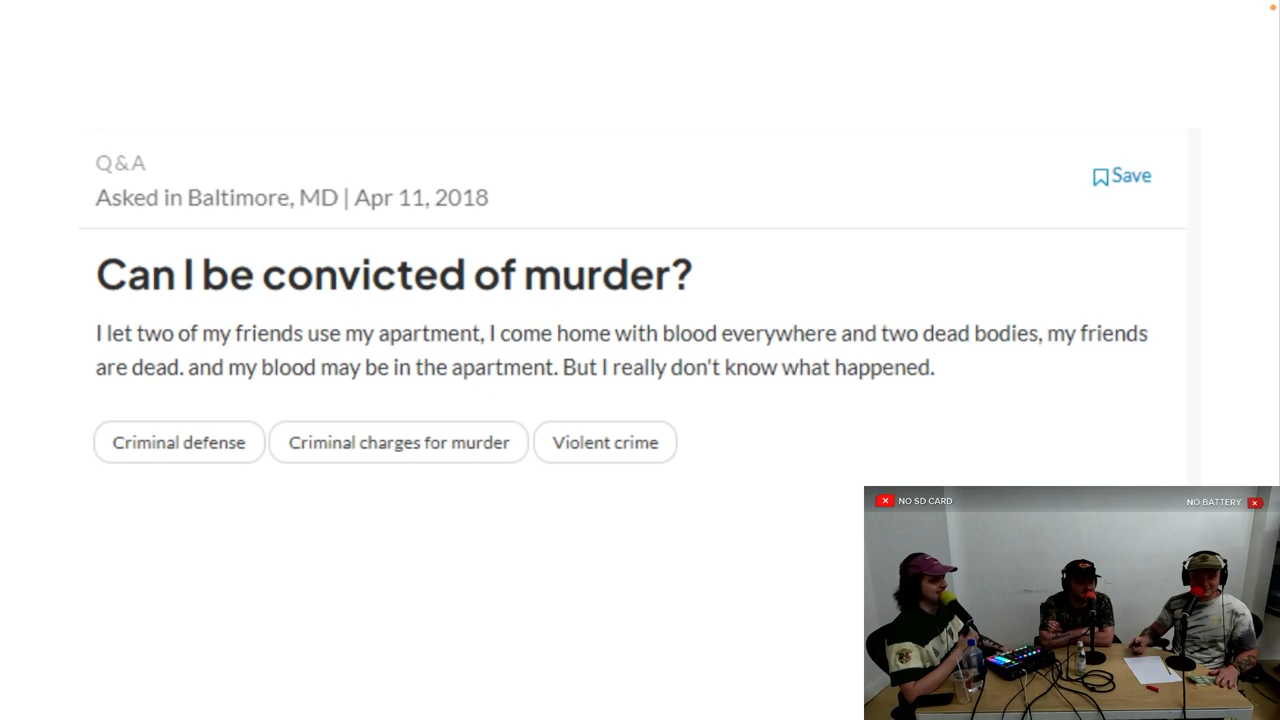 Q&A
Asked in Baltimore, MD | Apr 11, 2018
Save
Can I be convicted of murder?
I let two of my friends use my apartment, I come home with blood everywhere and two dead bodies, my friends
are dead. and my blood may be in the apartment. But I really don't know what happened.
Criminal defense
Criminal charges for murder
Violent crime
NO SD CARD
NO BATTERY